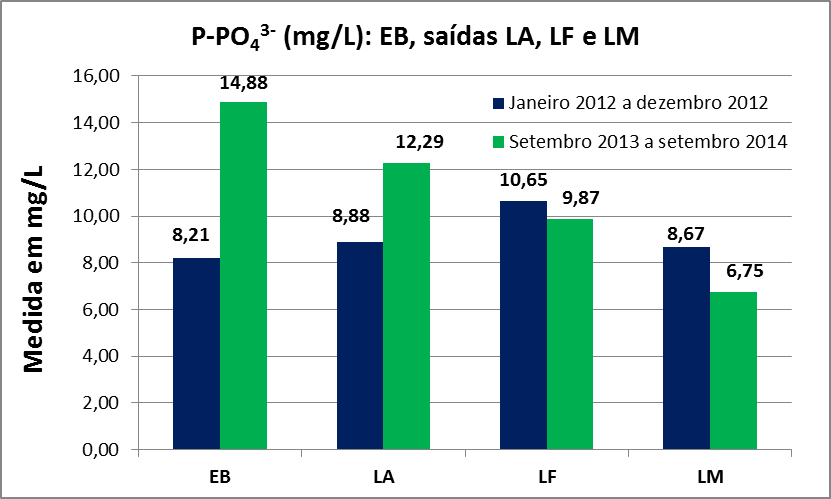 P-PO₄³⁻ (mg/L): EB, saídas LA, LF e LM
Medida em mg/L
16,00
14,00
12,00
10,00
8,00
6,00
4,00
2,00
0,00
Janeiro 2012 a dezembro 2012
Setembro 2013 a setembro 2014
8,21
14,88
8,88
12,29
10,65
9,87
8,67
6,75
EB
LA
LF
LM